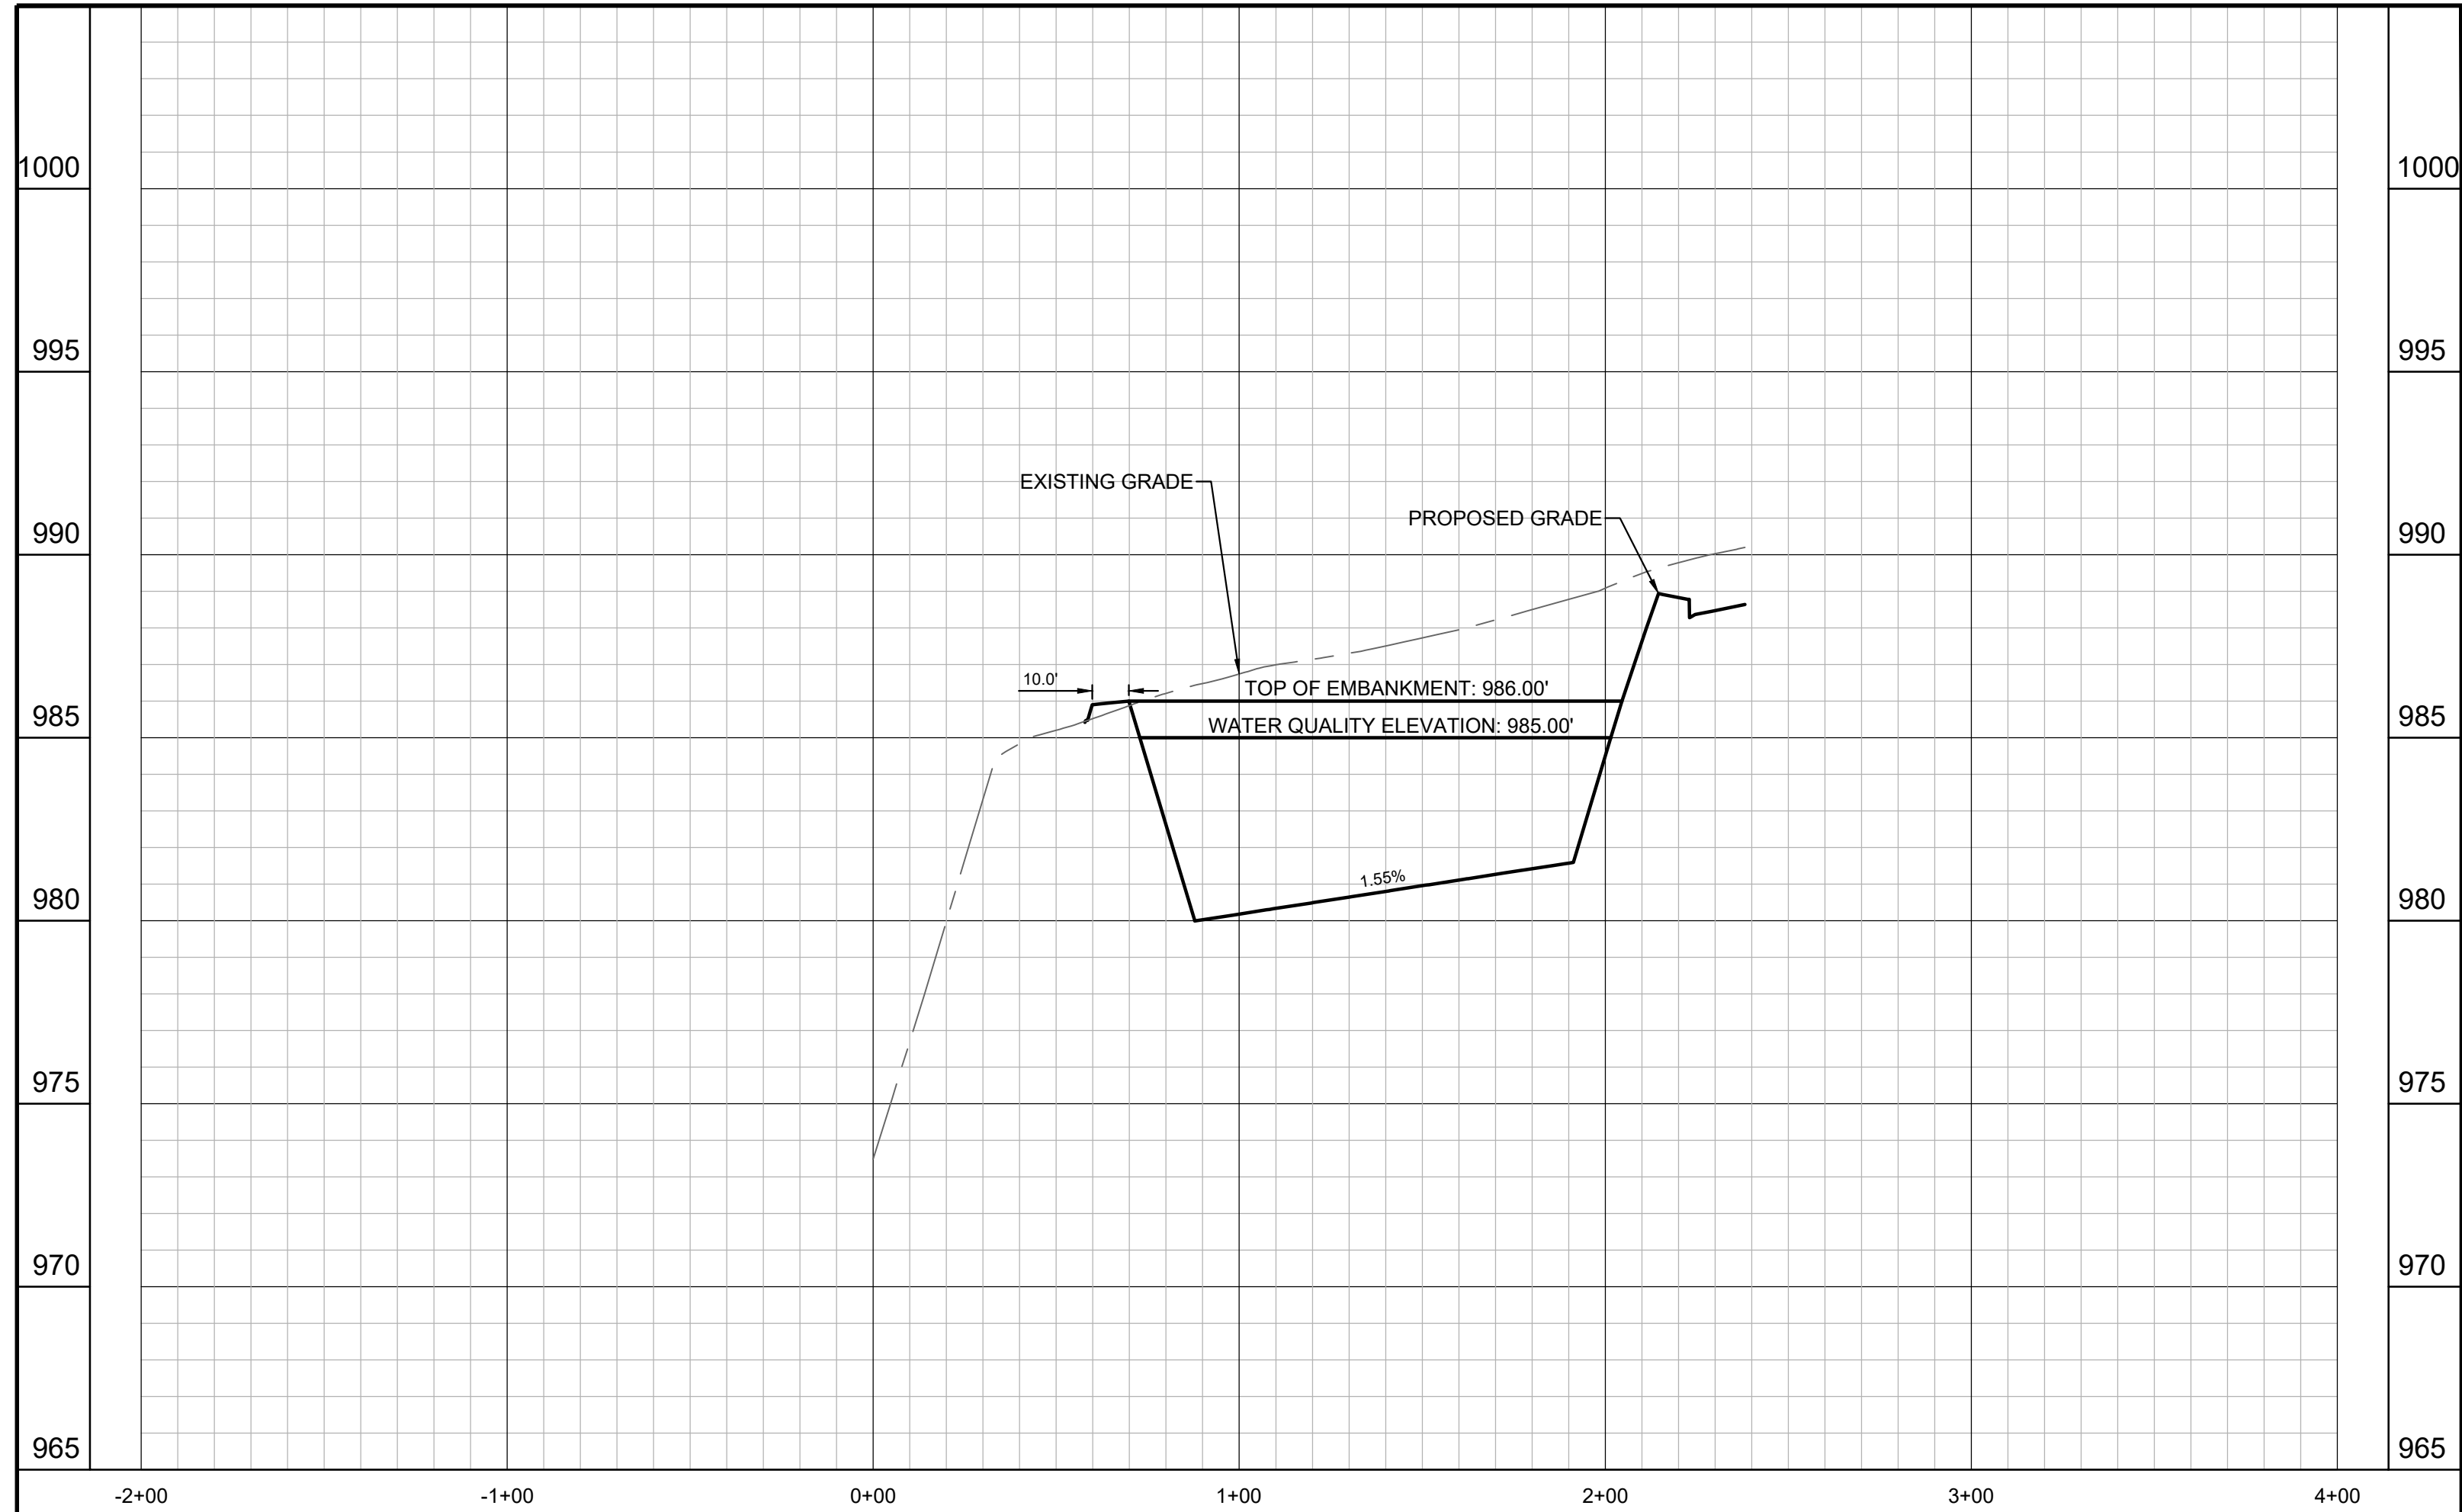 1000 1000
995 995
EXISTING GRADE
PROPOSED GRADE
990 990
10.0'
TOP OF EMBANKMENT: 986.00'
985 985
WATER QUALITY ELEVATION: 985.00'
1.55%
980 980
975 975
970 970
965 965
-2+00 -1+00 0+00 1+00 2+00 3+00 4+00